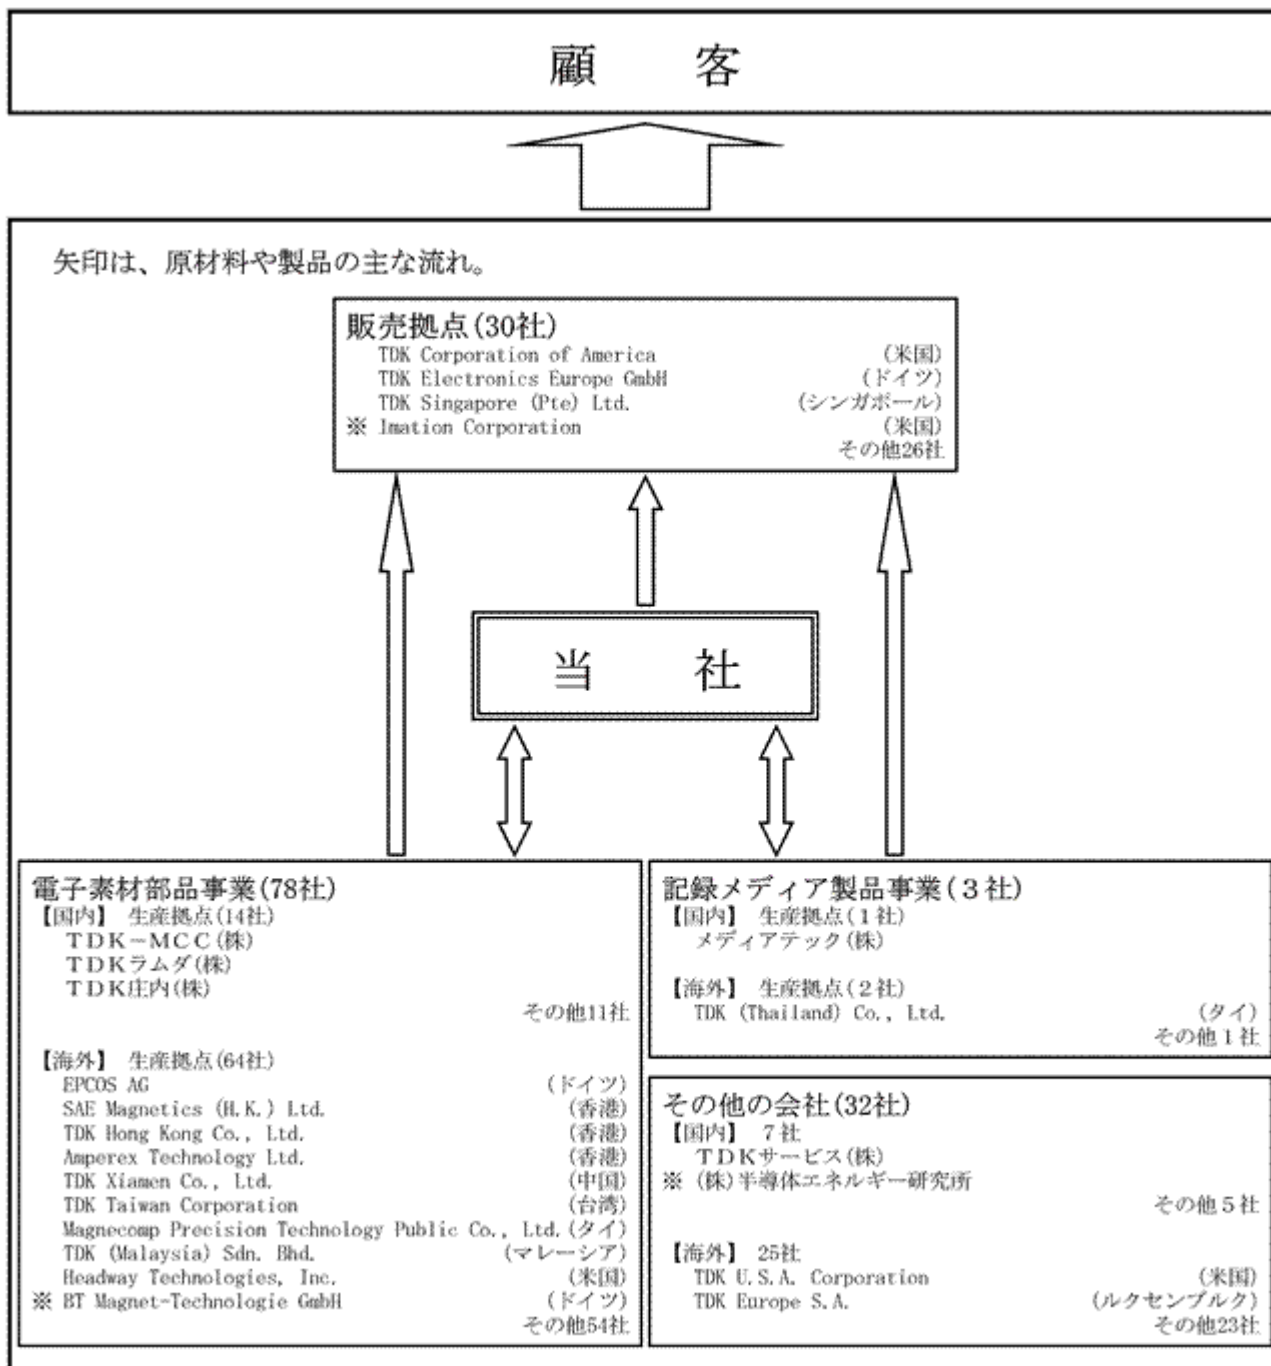 顧 客
矢印は、原材料や製品の主な流れ。
販売拠点(30社)
TDK Corporation of America (米国)
TDK Electronics Europe GmbH (ドイツ)
TDK Singapore (Pte) Ltd. (シンガポール)
※ Imation Corporation (米国)
その他26社
当 社
電子素材部品事業(78社)
【国内】 生産拠点(14社)
TDK-MCC(株)
TDKラムダ(株)
TDK庄内(株)
その他11社
【海外】 生産拠点(64社)
EPCOS AG (ドイツ)
SAE Magnetics (H.K.) Ltd. (香港)
TDK Hong Kong Co., Ltd. (香港)
Amperex Technology Ltd. (香港)
TDK Xiamen Co., Ltd. (中国)
TDK Taiwan Corporation (台湾)
Magnecomp Precision Technology Public Co., Ltd.(タイ)
TDK (Malaysia) Sdn. Bhd. (マレーシア)
Headway Technologies, Inc. (米国)
※ BT Magnet-Technologie GmbH (ドイツ)
その他54社
記録メディア製品事業(3社)
【国内】 生産拠点(1社)
メディアテック(株)
【海外】 生産拠点(2社)
TDK (Thailand) Co., Ltd. (タイ)
その他1社
その他の会社(32社)
【国内】 7社
TDKサービス(株)
※ (株)半導体エネルギー研究所
その他5社
【海外】 25社
TDK U.S.A. Corporation (米国)
TDK Europe S.A. (ルクセンブルク)
その他23社